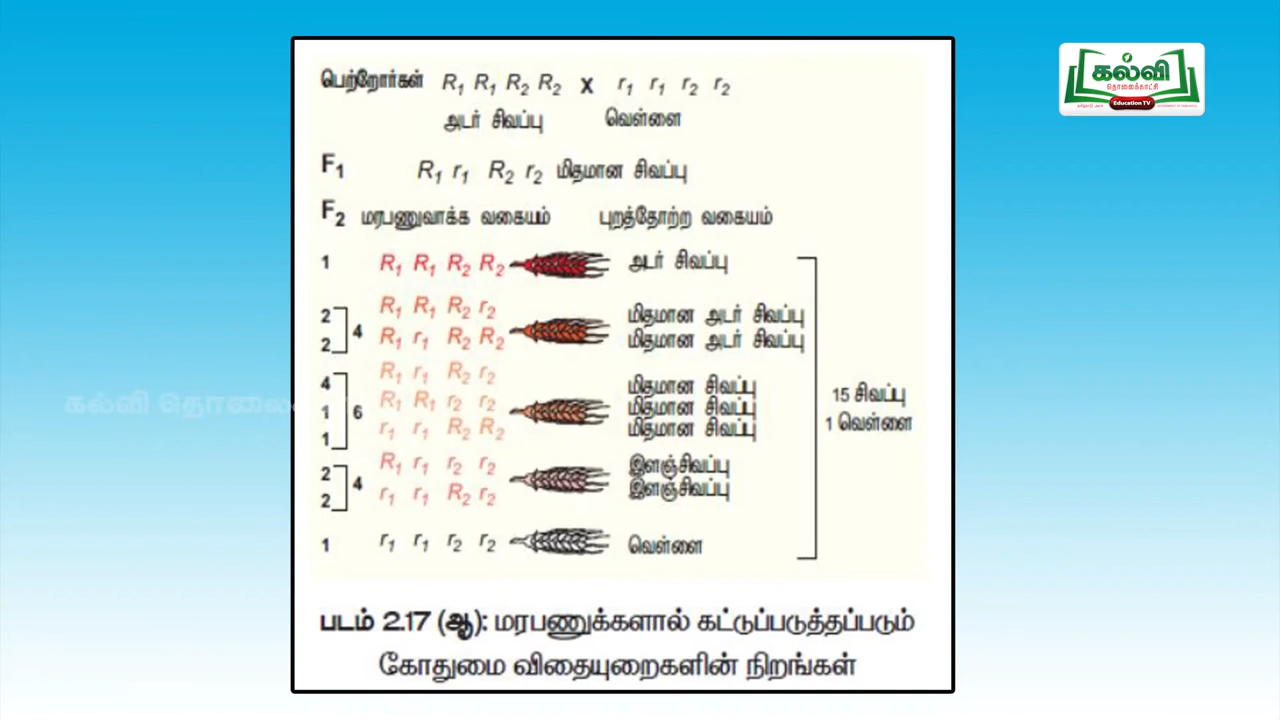 பெற்றோர்கள் R1 R1 R2 R2 X r1 r1 r2 r2
அடர் சிவப்பு வெள்ளை
F1 R1 r1 R2 r2 மிதமான சிவப்பு
F2 மரபணுவாக்க வகையம் புறத்தோற்ற வகையம்
1 R1 R1 R2 R2 அடர் சிவப்பு
2 R1 R1 R2 r2 மிதமான அடர் சிவப்பு
4
2 R1 r1 R2 R2 மிதமான அடர் சிவப்பு
4 R1 r1 R2 r2 மிதமான சிவப்பு
1 6 R1 R1 r2 r2 மிதமான சிவப்பு
1 r1 r1 R2 R2 மிதமான சிவப்பு
15 சிவப்பு
1 வெள்ளை
2 R1 r1 r2 r2 இளஞ்சிவப்பு
4
2 r1 r1 R2 r2 இளஞ்சிவப்பு
1 r1 r1 r2 r2 வெள்ளை
படம் 2.17 (ஆ): மரபணுக்களால் கட்டுப்படுத்தப்படும்
கோதுமை விதையுறைகளின் நிறங்கள்
கல்வி
தொலைக்காட்சி
Education TV
கல்வி